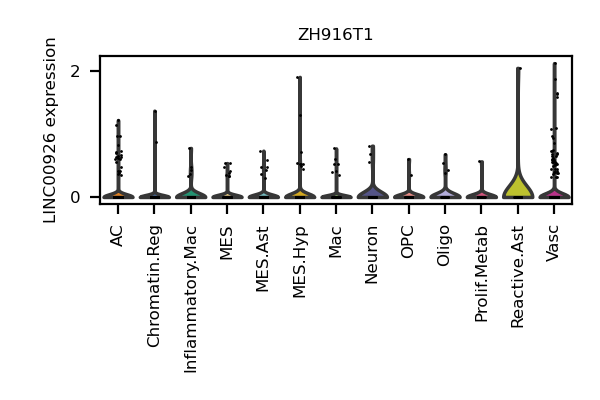 ZH916T1
LINC00926 expression
2
0
AC
Chromatin.Reg
Inflammatory.Mac
MES
MES.Ast
MES.Hyp
Mac
Neuron
OPC
Oligo
Prolif.Metab
Reactive.Ast
Vasc